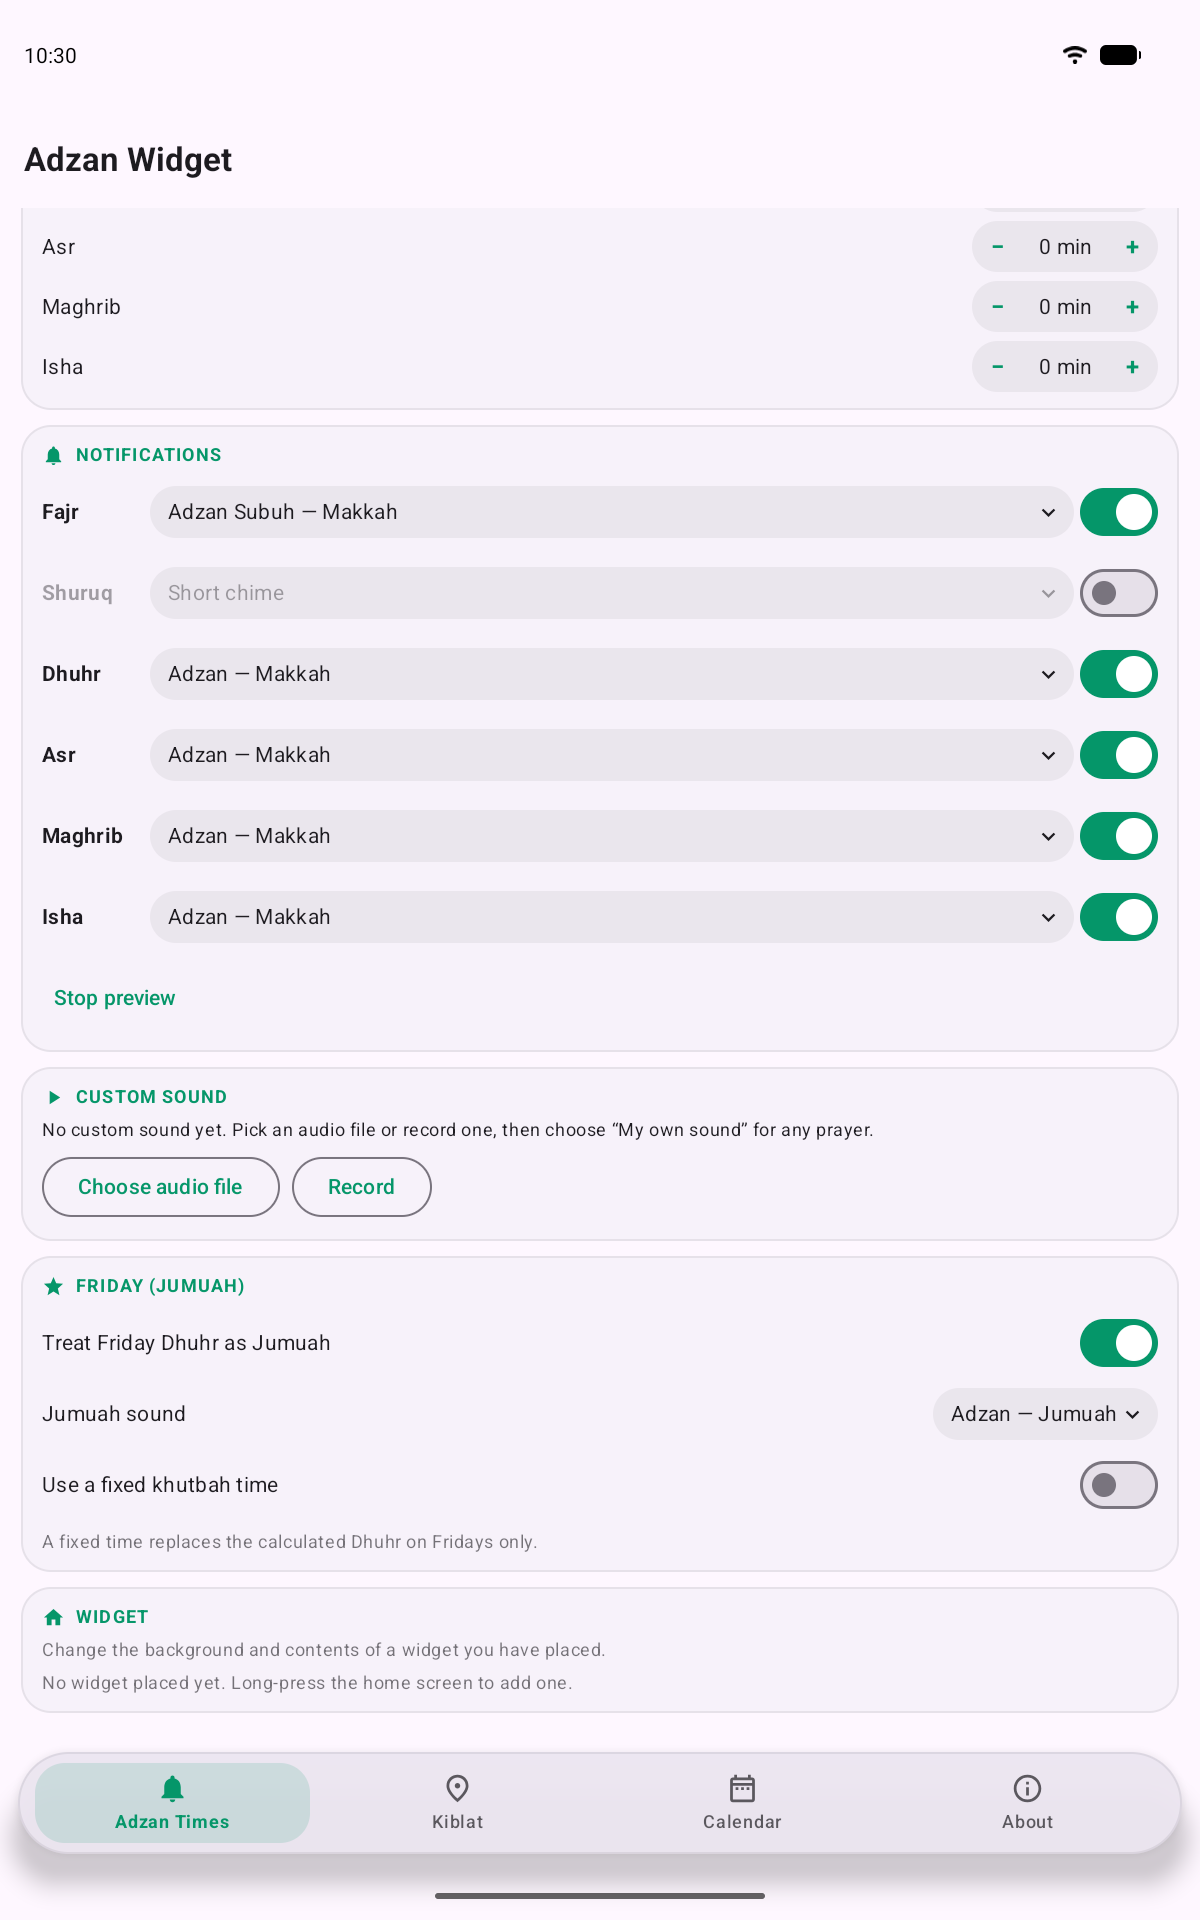 10:30
Adzan Widget
Asr − 0 min +
Maghrib − 0 min +
Isha − 0 min +
NOTIFICATIONS
Fajr Adzan Subuh — Makkah
Shuruq Short chime
Dhuhr Adzan — Makkah
Asr Adzan — Makkah
Maghrib Adzan — Makkah
Isha Adzan — Makkah
Stop preview
CUSTOM SOUND
No custom sound yet. Pick an audio file or record one, then choose “My own sound” for any prayer.
Choose audio file Record
FRIDAY (JUMUAH)
Treat Friday Dhuhr as Jumuah
Jumuah sound Adzan — Jumuah
Use a fixed khutbah time
A fixed time replaces the calculated Dhuhr on Fridays only.
WIDGET
Change the background and contents of a widget you have placed.
No widget placed yet. Long-press the home screen to add one.
Adzan Times Kiblat Calendar About